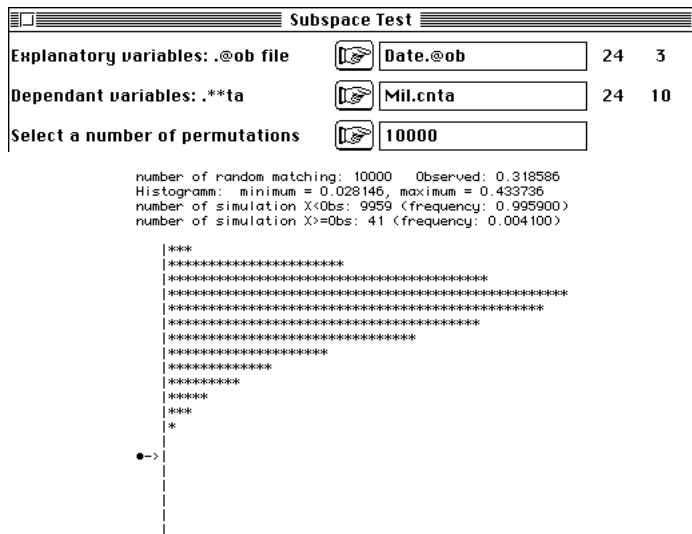 Subspace Test
Explanatory variables: .@ob file Date.@ob 24 3
Dependant variables: .**ta Mil.cnta 24 10
Select a number of permutations 10000
number of random matching: 10000 Observed: 0.318586
Histogramm: minimum = 0.028146, maximum = 0.433736
number of simulation X<Obs: 9959 (frequency: 0.995900)
number of simulation X>=Obs: 41 (frequency: 0.004100)
|***
|**********************
|****************************************
|**************************************************
|***********************************************
|***************************************
|*******************************
|********************
|*************
|*********
|*****
|***
|*
|
●->|
|
|
|
|